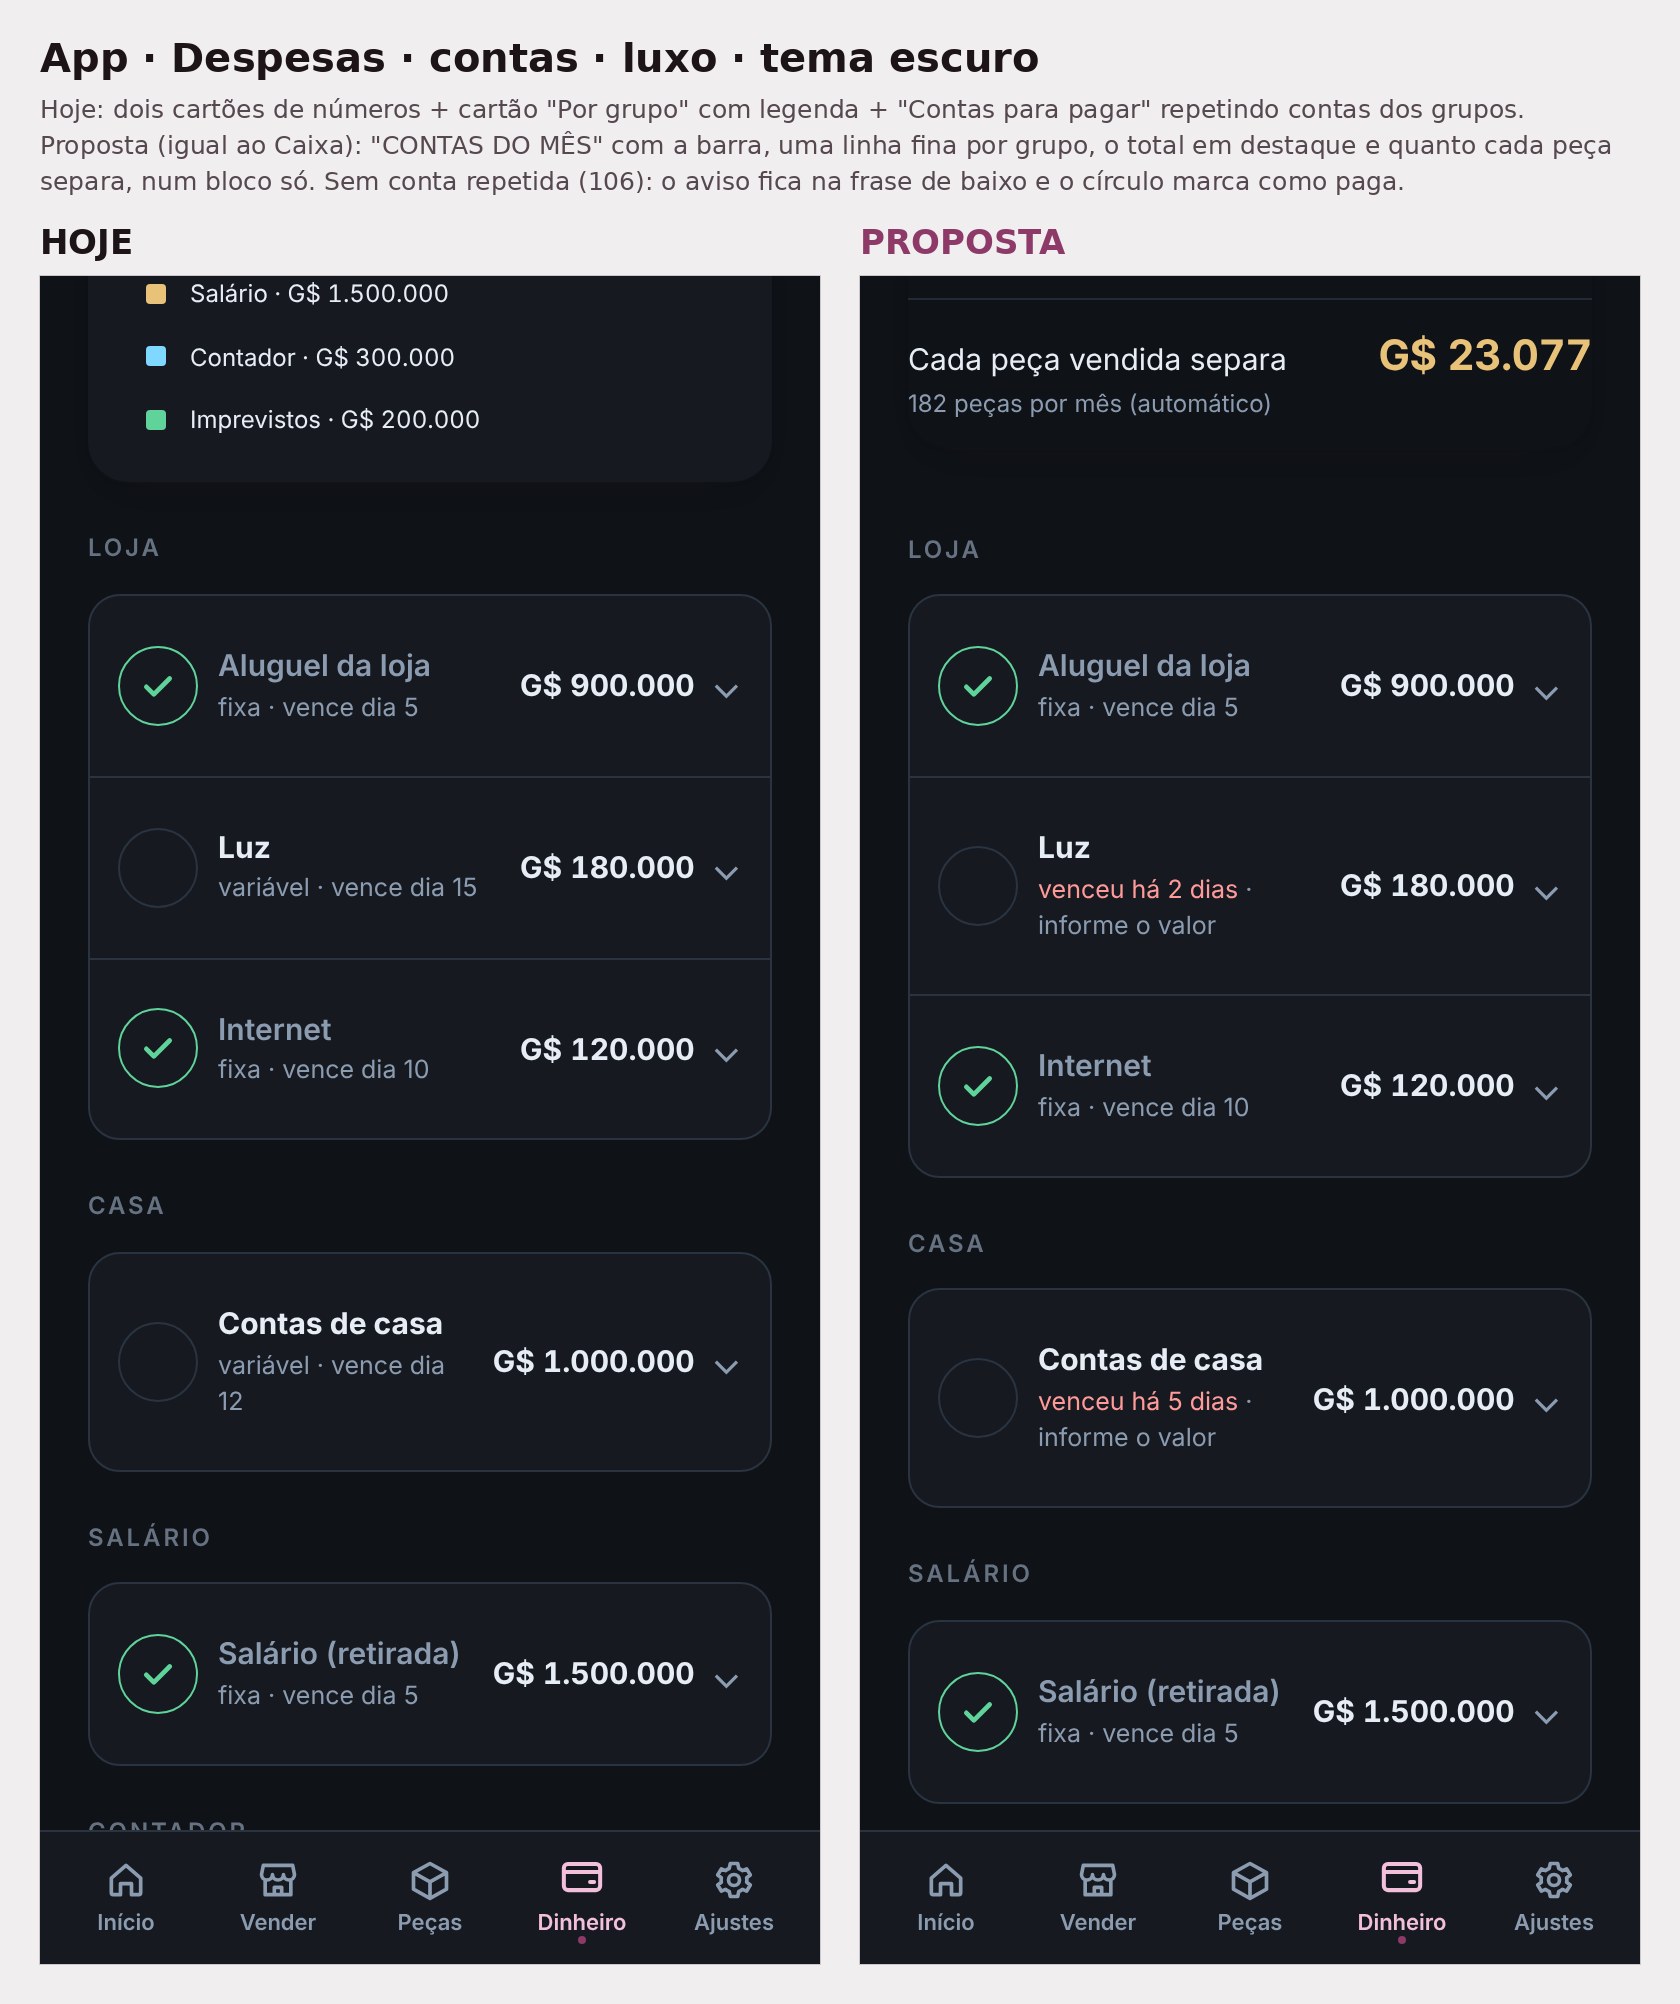 App · Despesas · contas · luxo · tema escuro
Hoje: dois cartões de números + cartão "Por grupo" com legenda + "Contas para pagar" repetindo contas dos grupos.
Proposta (igual ao Caixa): "CONTAS DO MÊS" com a barra, uma linha fina por grupo, o total em destaque e quanto cada peça
separa, num bloco só. Sem conta repetida (106): o aviso fica na frase de baixo e o círculo marca como paga.
HOJE
Salário · G$ 1.500.000
Contador · G$ 300.000
Imprevistos · G$ 200.000
LOJA
Aluguel da loja
fixa · vence dia 5
G$ 900.000
Luz
variável · vence dia 15
G$ 180.000
Internet
fixa · vence dia 10
G$ 120.000
CASA
Contas de casa
variável · vence dia
12
G$ 1.000.000
SALÁRIO
Salário (retirada)
fixa · vence dia 5
G$ 1.500.000
CONTADOR
Início
Vender
Peças
Dinheiro
Ajustes
PROPOSTA
Cada peça vendida separa
G$ 23.077
182 peças por mês (automático)
LOJA
Aluguel da loja
fixa · vence dia 5
G$ 900.000
Luz
venceu há 2 dias ·
informe o valor
G$ 180.000
Internet
fixa · vence dia 10
G$ 120.000
CASA
Contas de casa
venceu há 5 dias ·
informe o valor
G$ 1.000.000
SALÁRIO
Salário (retirada)
fixa · vence dia 5
G$ 1.500.000
Início
Vender
Peças
Dinheiro
Ajustes